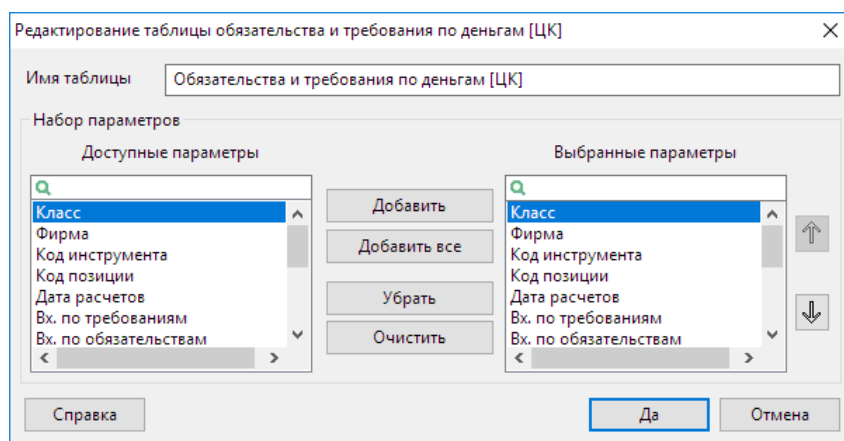 Редактирование таблицы обязательства и требования по деньгам [ЦК]
Имя таблицы
Обязательства и требования по деньгам [ЦК]
Набор параметров
Доступные параметры
Класс
Фирма
Код инструмента
Код позиции
Дата расчетов
Вх. по требованиям
Вх. по обязательствам
Добавить
Добавить все
Убрать
Очистить
Выбранные параметры
Класс
Фирма
Код инструмента
Код позиции
Дата расчетов
Вх. по требованиям
Вх. по обязательствам
Справка
Да
Отмена